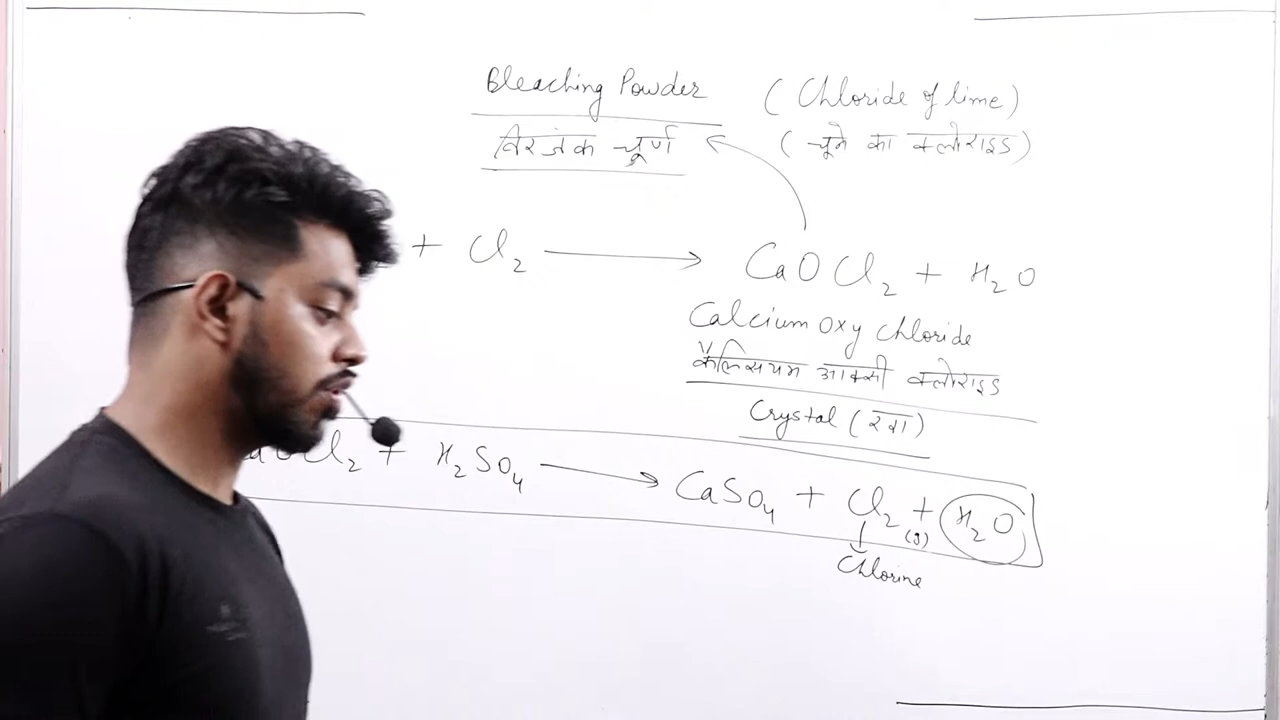 Bleaching Powder (Chloride of lime)
विरंजक चूर्ण (चूने का क्लोराइड)
+ Cl₂ ⟶ CaOCl₂ + H₂O
Calcium oxy chloride
कैल्सियम आक्सी क्लोराइड
Crystal (रवा)
OCl₂ + H₂SO₄ ⟶ CaSO₄ + Cl₂ (g) + H₂O
Chlorine